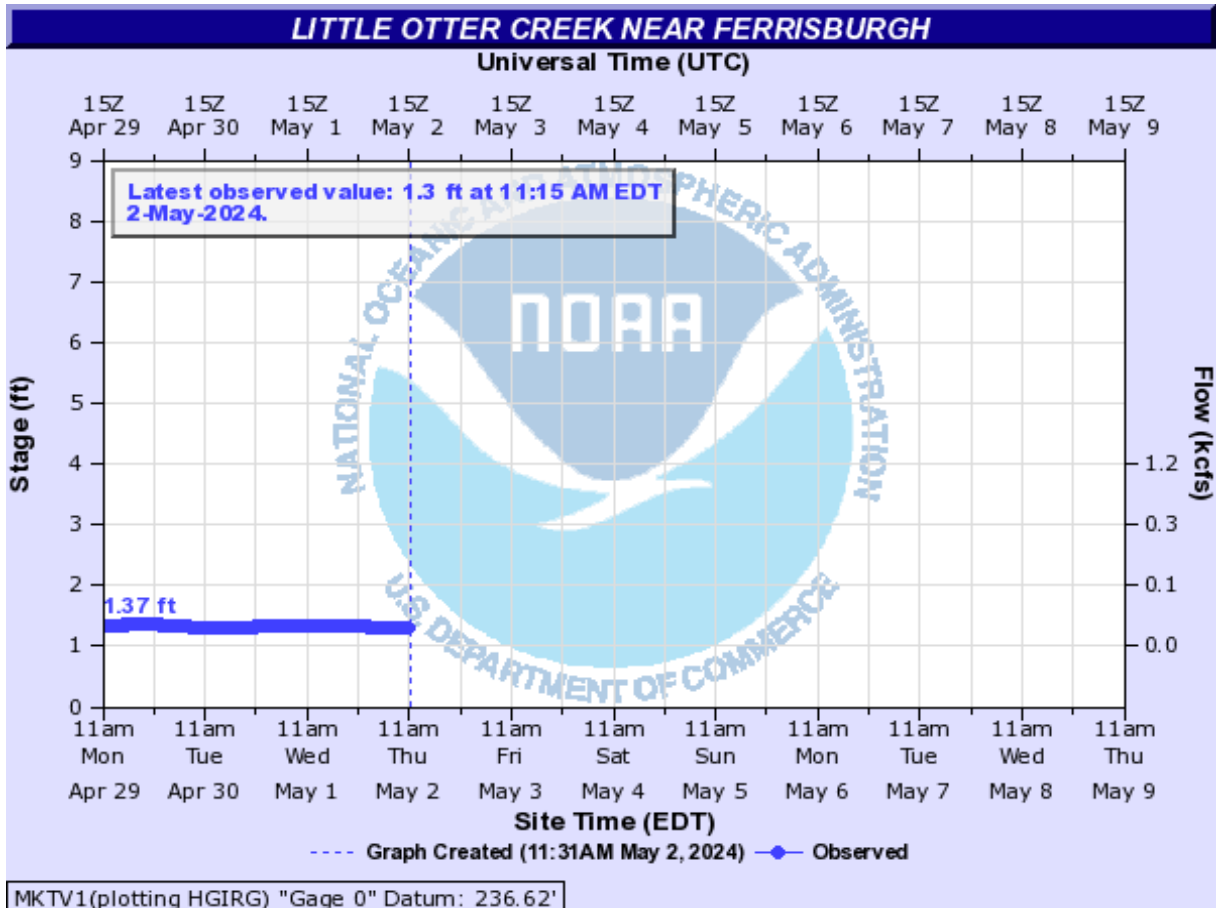 LITTLE OTTER CREEK NEAR FERRISBURGH
Universal Time (UTC)
15Z 15Z 15Z 15Z 15Z 15Z 15Z 15Z 15Z 15Z 15Z
Apr 29 Apr 30 May 1 May 2 May 3 May 4 May 5 May 6 May 7 May 8 May 9
Latest observed value: 1.3 ft at 11:15 AM EDT
2-May-2024.
NATIONAL OCEANIC AND ATMOSPHERIC ADMINISTRATION
NOAA
U.S. DEPARTMENT OF COMMERCE
Stage (ft)
9
8
7
6
5
4
3
2
1
0
1.37 ft
Flow (kcfs)
1.2
0.3
0.1
0.0
11am 11am 11am 11am 11am 11am 11am 11am 11am 11am 11am
Mon Tue Wed Thu Fri Sat Sun Mon Tue Wed Thu
Apr 29 Apr 30 May 1 May 2 May 3 May 4 May 5 May 6 May 7 May 8 May 9
Site Time (EDT)
Graph Created (11:31AM May 2, 2024) Observed
MKTV1(plotting HGIRG) "Gage 0" Datum: 236.62'